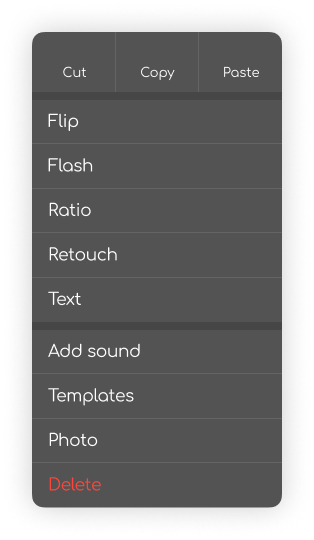 Cut Copy Paste
Flip
Flash
Ratio
Retouch
Text
Add sound
Templates
Photo
Delete